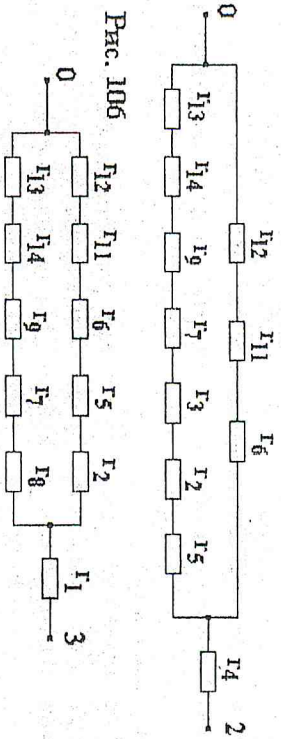 r12 r11 r6
0
r4 2
r13 r14 r9 r7 r3 r2 r5
Рис. 10б
r12 r11 r6 r5 r2
0
r1 3
r13 r14 r9 r7 r8